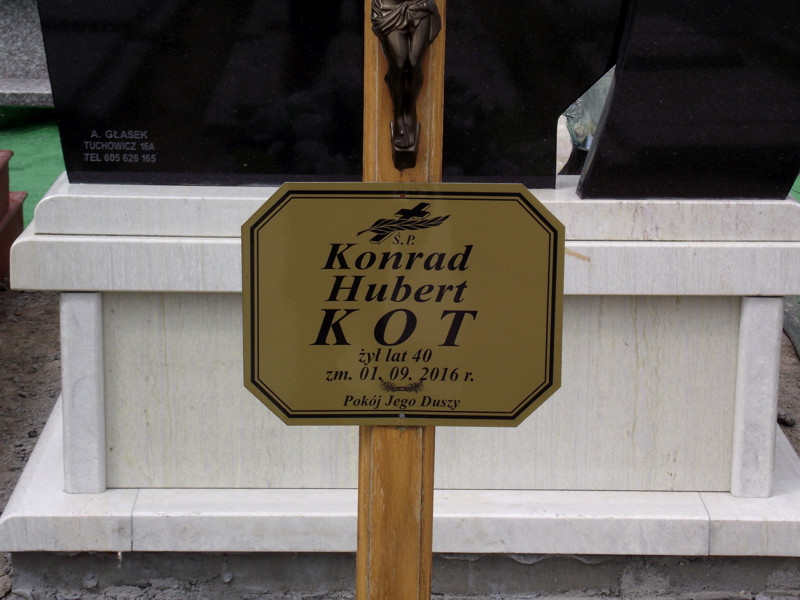 A. GŁASEK
TUCHOWICZ 16A
TEL 605 626 165
Ś.P.
Konrad
Hubert
KOT
żył lat 40
zm. 01. 09. 2016 r.
Pokój Jego Duszy